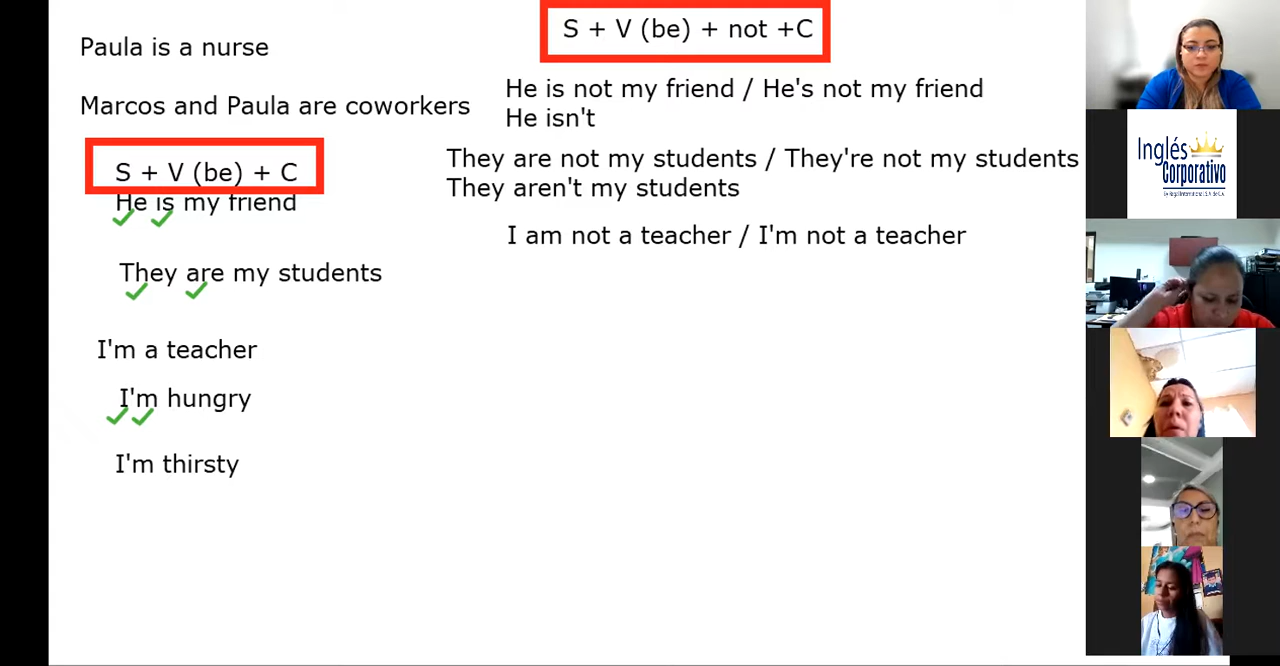 Paula is a nurse
Marcos and Paula are coworkers
S + V (be) + C
He is my friend
They are my students
I'm a teacher
I'm hungry
I'm thirsty
S + V (be) + not +C
He is not my friend / He's not my friend
He isn't
They are not my students / They're not my students
They aren't my students
I am not a teacher / I'm not a teacher
Inglés
Corporativo